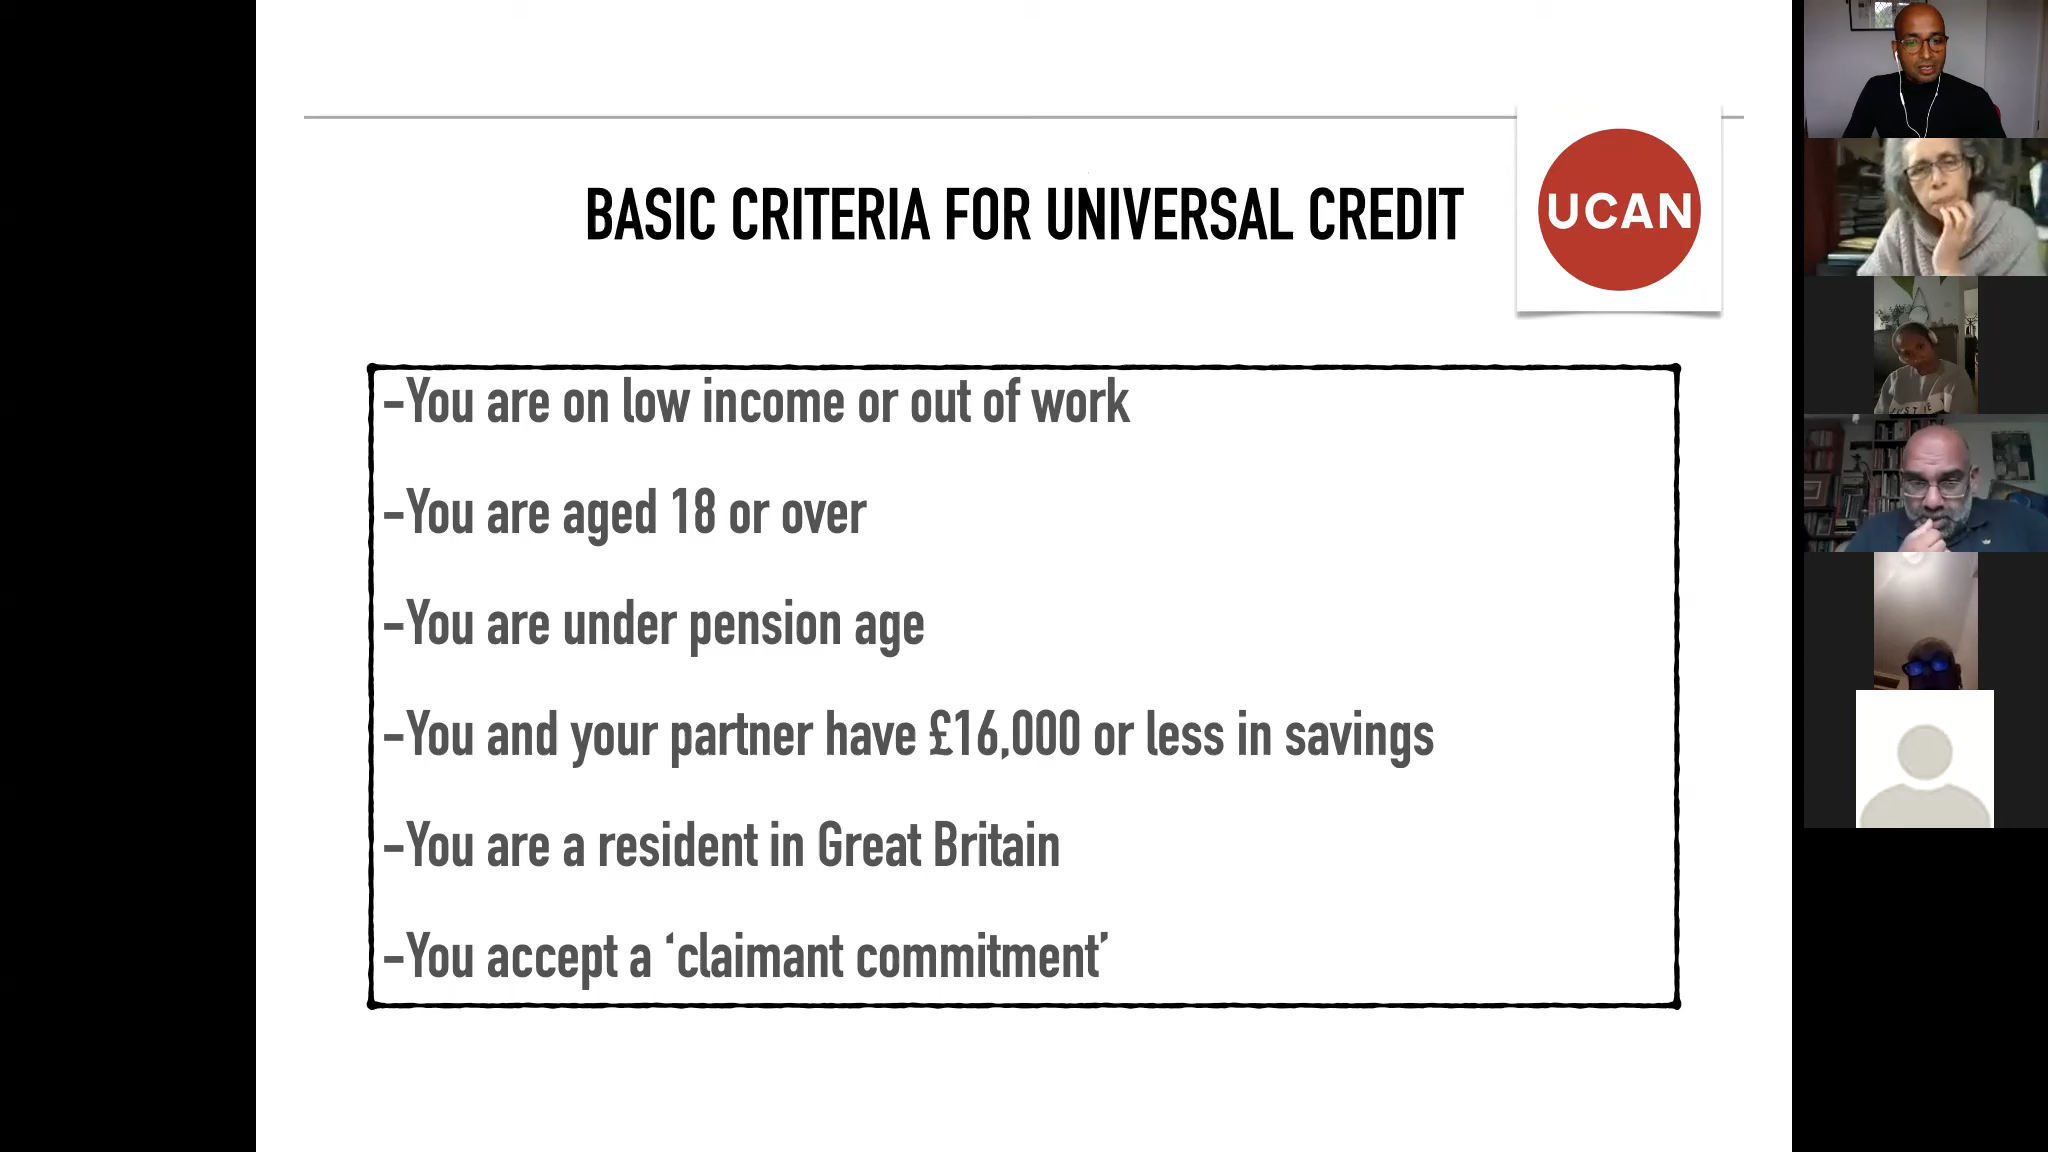 BASIC CRITERIA FOR UNIVERSAL CREDIT
UCAN
-You are on low income or out of work
-You are aged 18 or over
-You are under pension age
-You and your partner have £16,000 or less in savings
-You are a resident in Great Britain
-You accept a ‘claimant commitment’